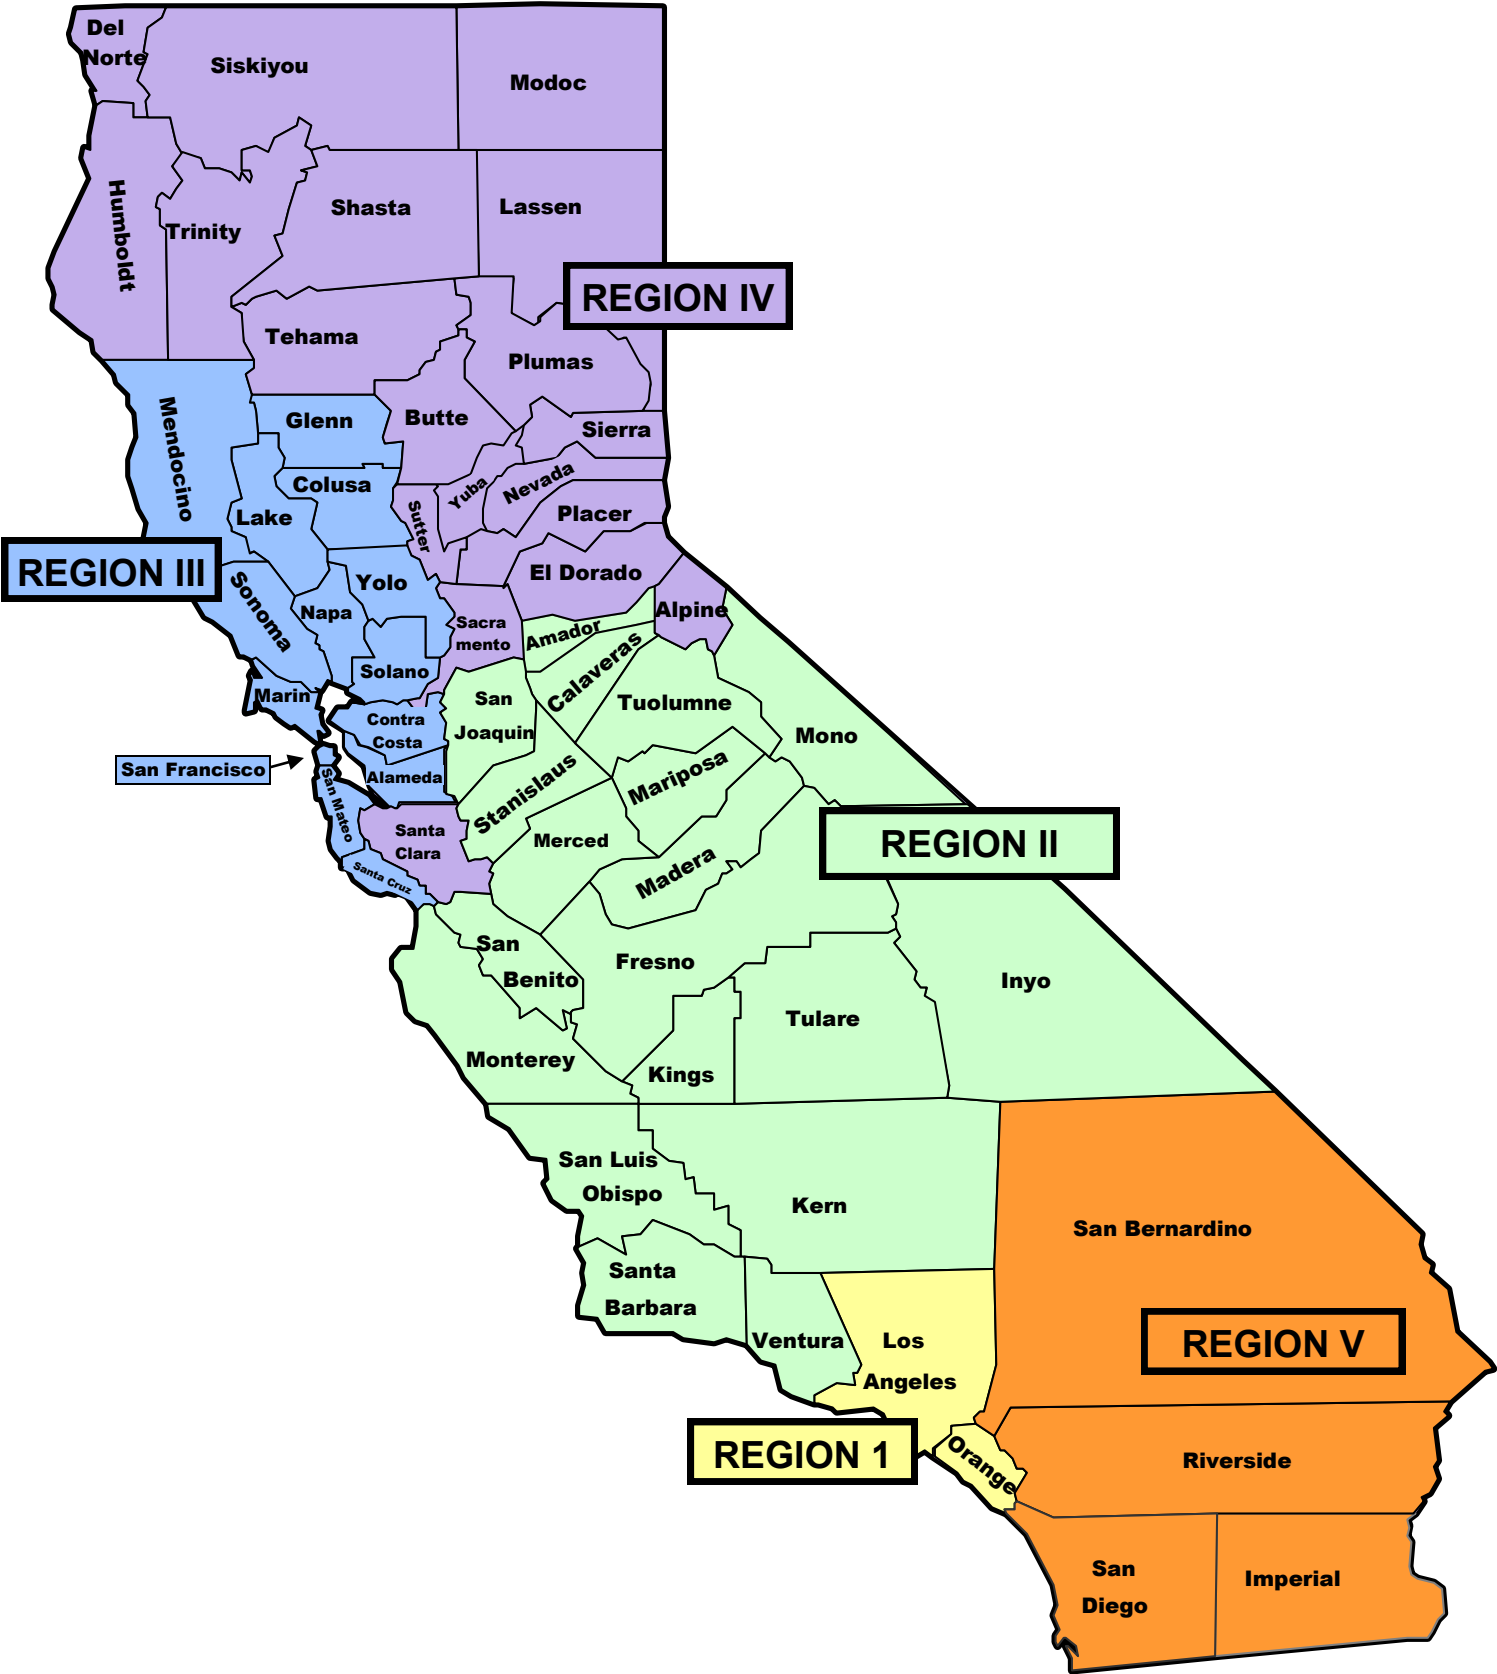 Del
Norte
Siskiyou
Modoc
Humboldt
Trinity
Shasta
Lassen
REGION IV
Tehama
Plumas
Mendocino
Glenn
Butte
Sierra
Colusa
Yuba
Nevada
Lake
Sutter
Placer
REGION III
Sonoma
Yolo
El Dorado
Napa
Sacra
mento
Amador
Alpine
Solano
Calaveras
Marin
San
Joaquin
Tuolumne
Contra
Costa
Mono
San Francisco
Alameda
Stanislaus
Mariposa
San Mateo
Santa
Clara
Merced
REGION II
Santa Cruz
Madera
San
Benito
Fresno
Inyo
Tulare
Monterey
Kings
San Luis
Obispo
Kern
San Bernardino
Santa
Barbara
Ventura
Los
Angeles
REGION V
REGION 1
Orange
Riverside
San
Diego
Imperial